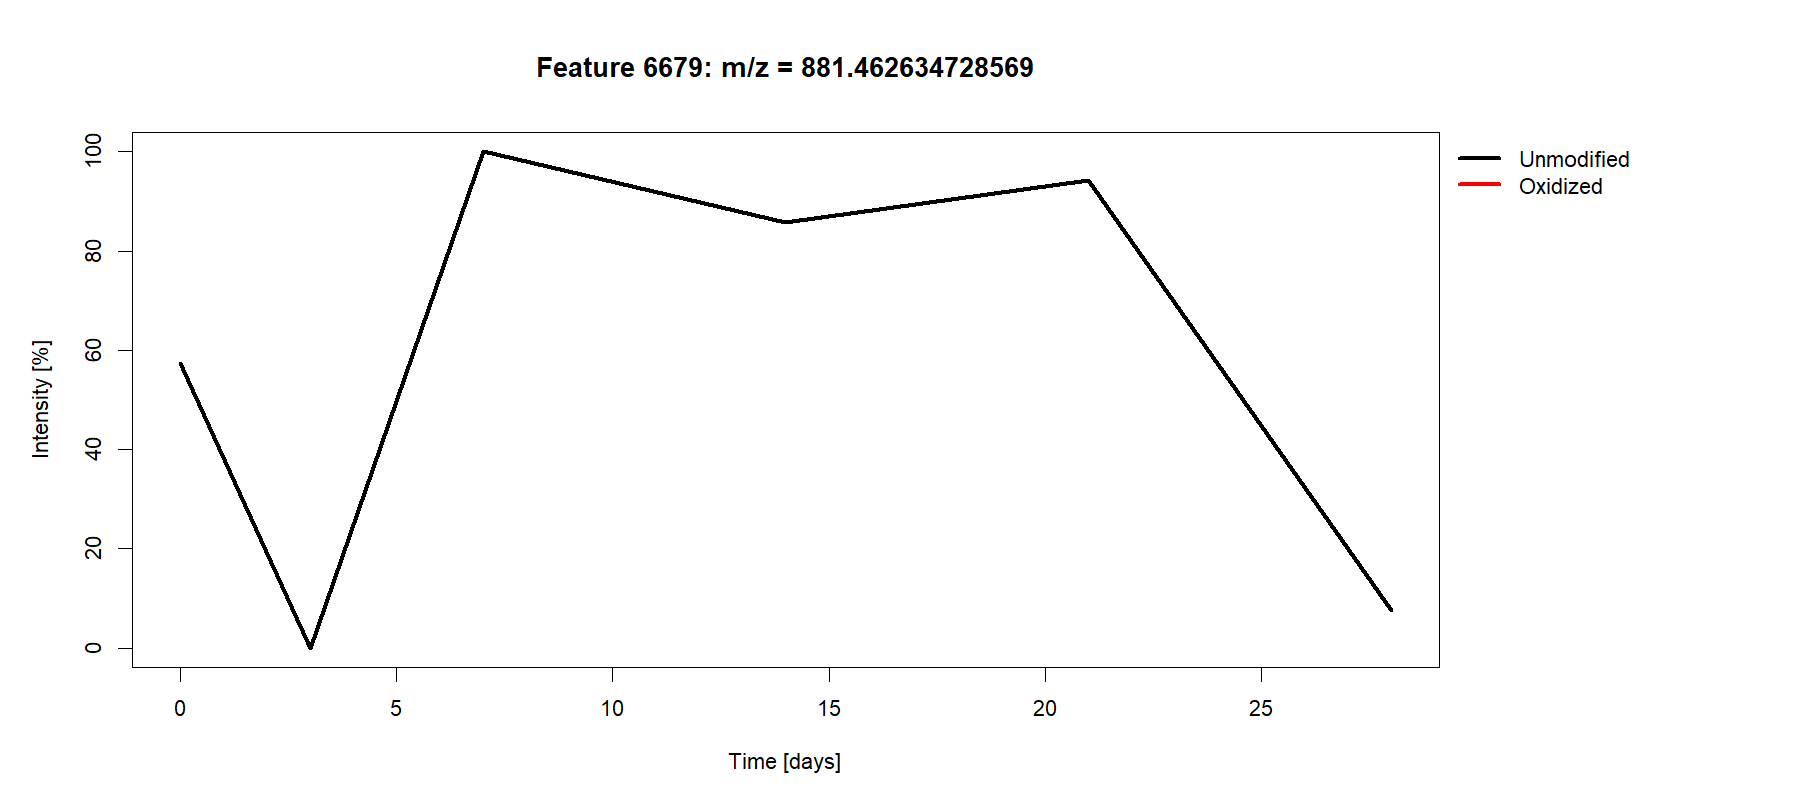 Feature 6679: m/z = 881.462634728569
Unmodified
Oxidized
Intensity [%]
100
80
60
40
20
0
0 5 10 15 20 25
Time [days]